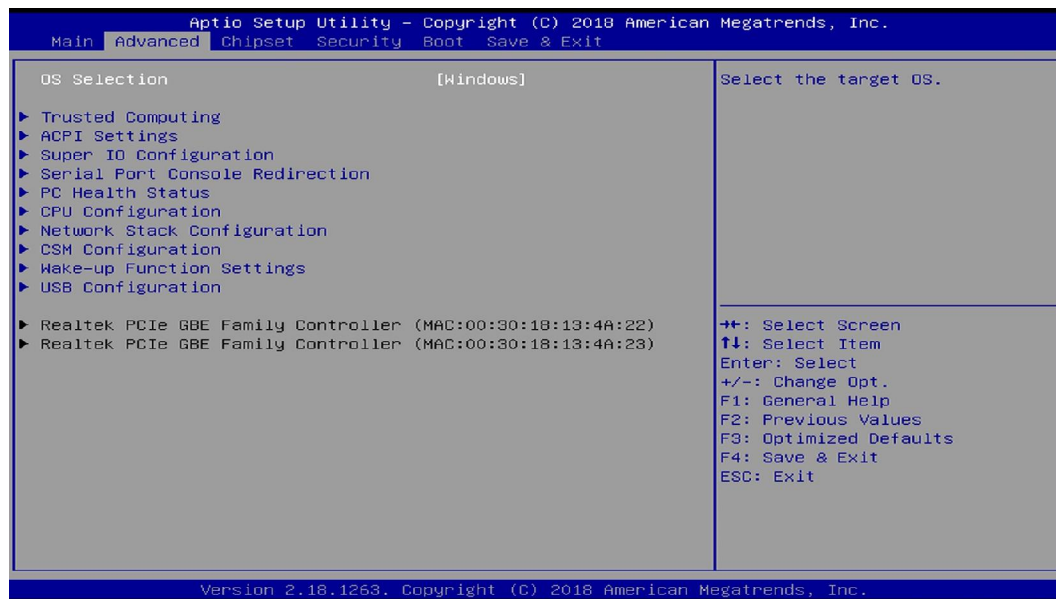 Aptio Setup Utility – Copyright (C) 2018 American Megatrends, Inc.
Main Advanced Chipset Security Boot Save & Exit
OS Selection [Windows]
▶ Trusted Computing
▶ ACPI Settings
▶ Super IO Configuration
▶ Serial Port Console Redirection
▶ PC Health Status
▶ CPU Configuration
▶ Network Stack Configuration
▶ CSM Configuration
▶ Wake-up Function Settings
▶ USB Configuration
▶ Realtek PCIe GBE Family Controller (MAC:00:30:18:13:4A:22)
▶ Realtek PCIe GBE Family Controller (MAC:00:30:18:13:4A:23)
Select the target OS.
→←: Select Screen
↑↓: Select Item
Enter: Select
+/-: Change Opt.
F1: General Help
F2: Previous Values
F3: Optimized Defaults
F4: Save & Exit
ESC: Exit
Version 2.18.1263. Copyright (C) 2018 American Megatrends, Inc.